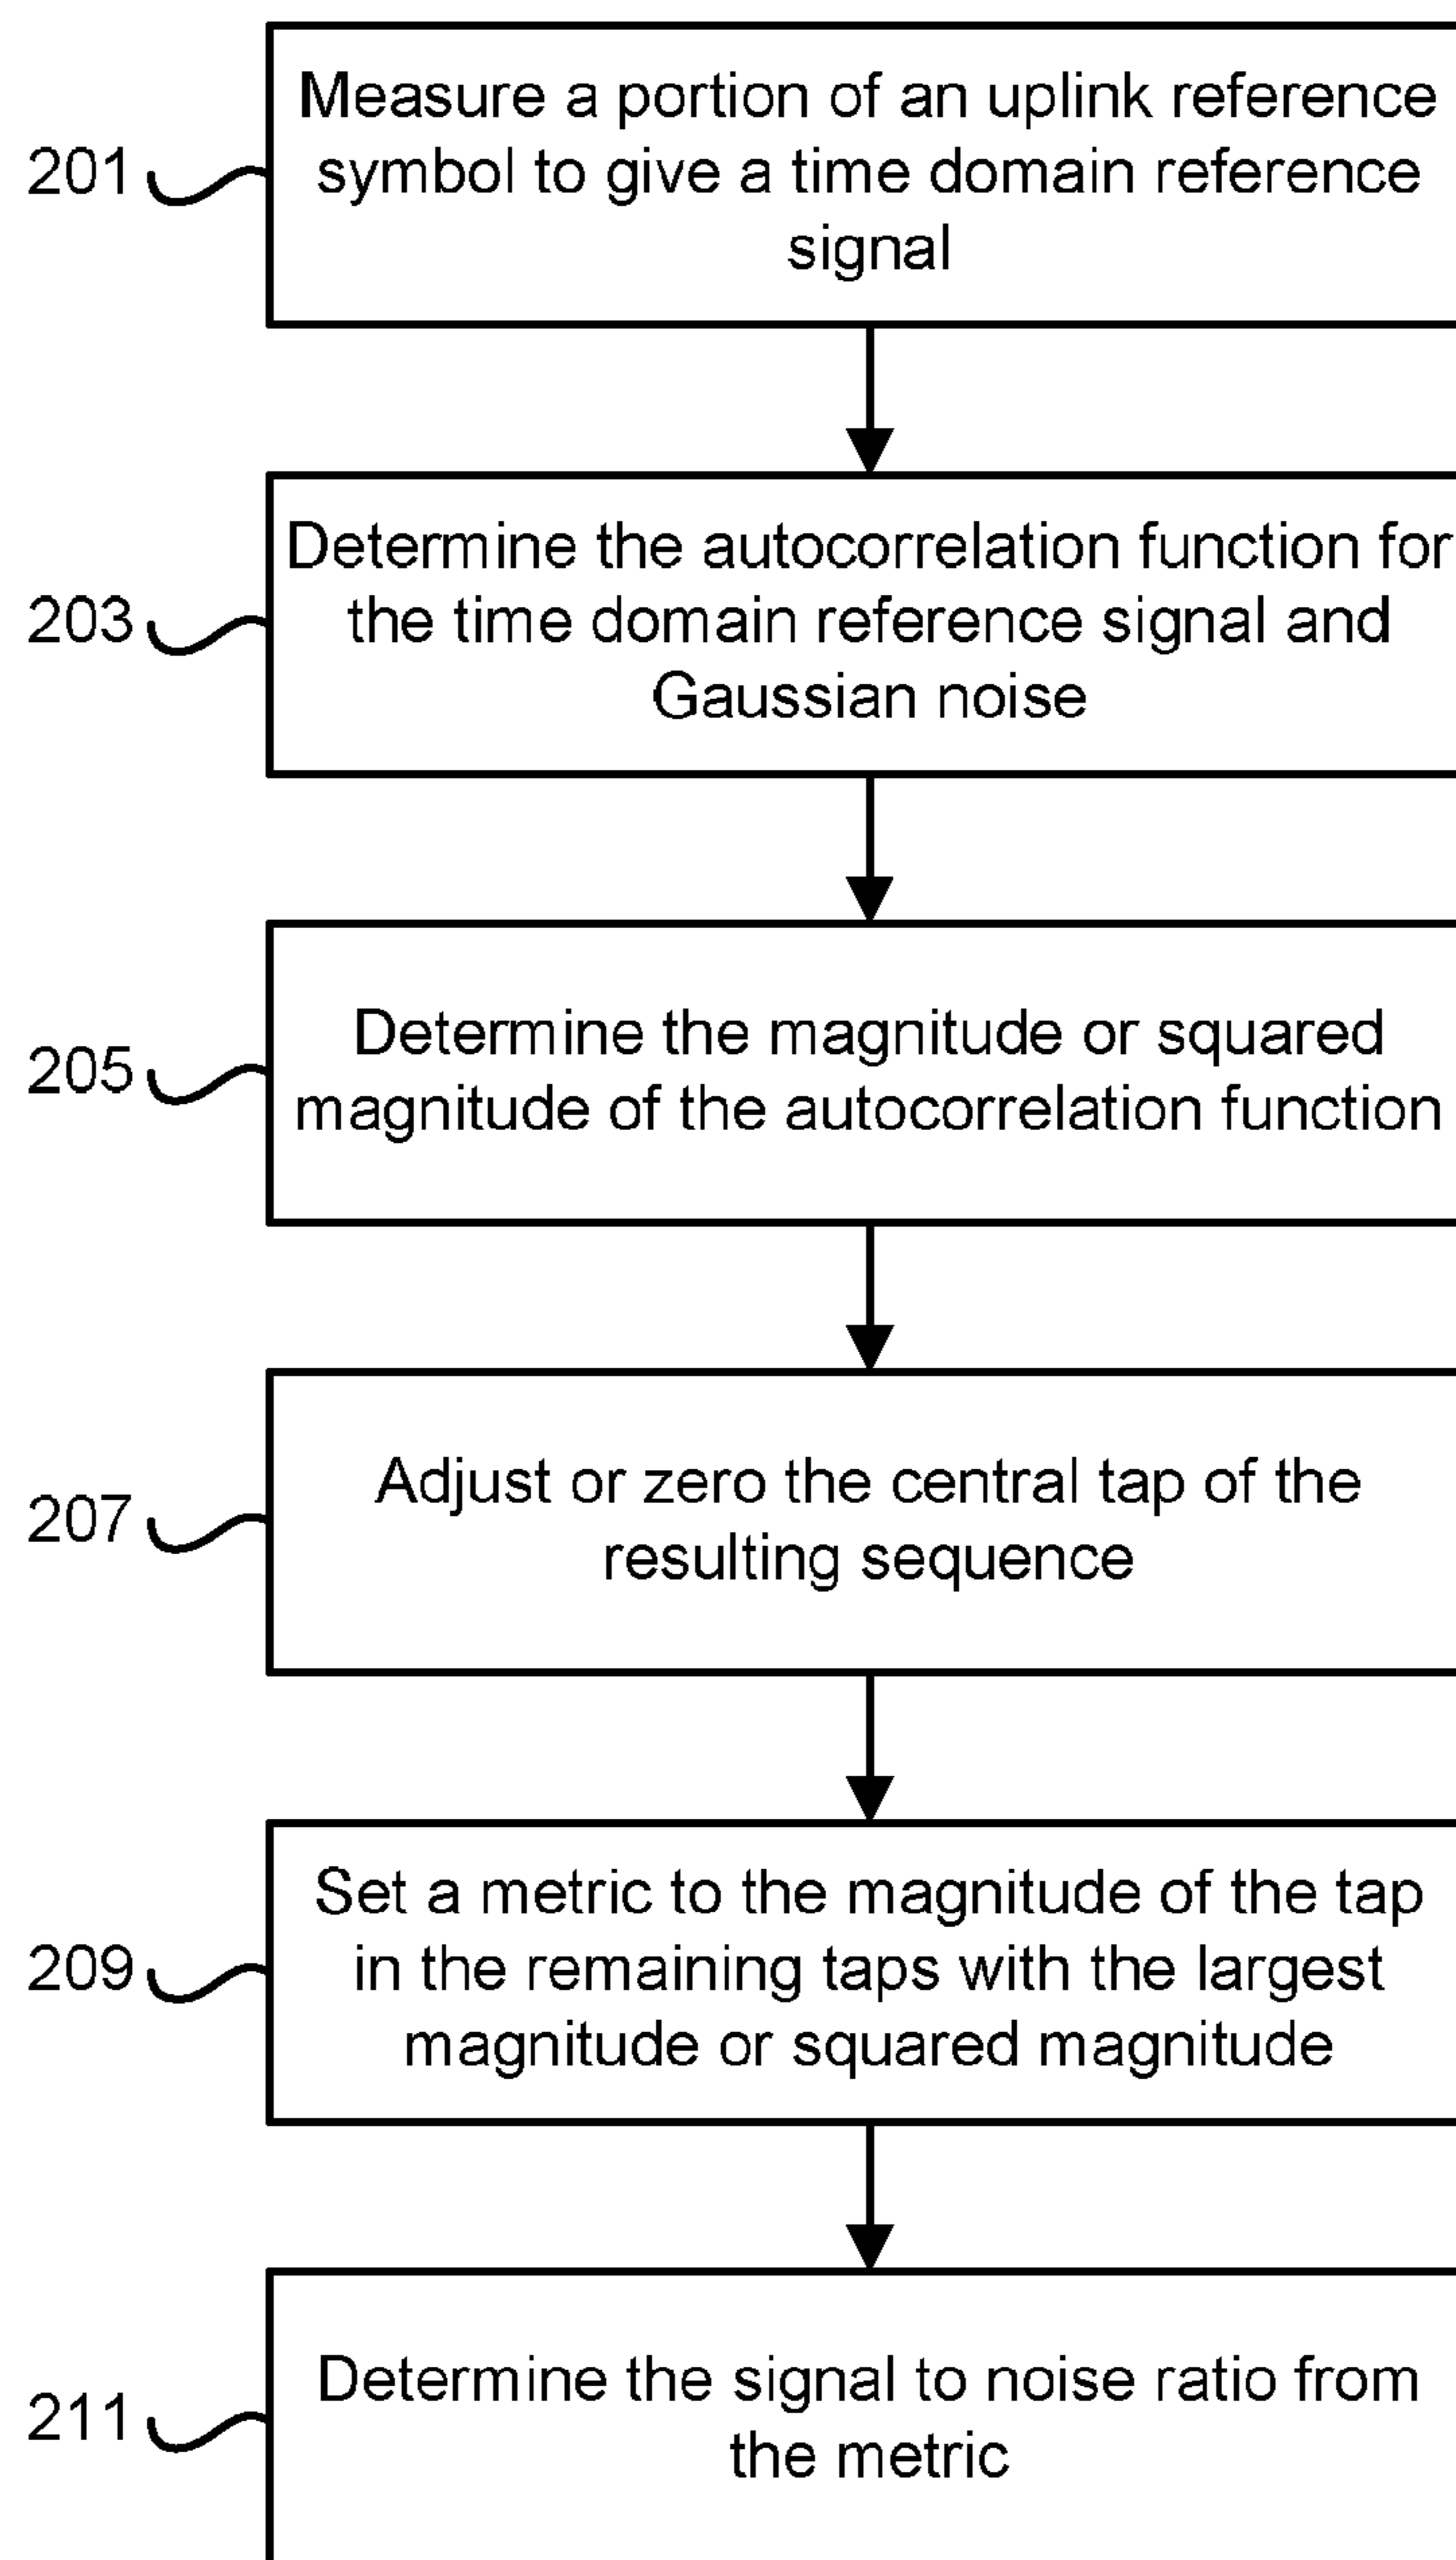 Measure a portion of an uplink reference
201
symbol to give a time domain reference
signal
Determine the autocorrelation function for
203
the time domain reference signal and
Gaussian noise
Determine the magnitude or squared
205
magnitude of the autocorrelation function
Adjust or zero the central tap of the
207
resulting sequence
Set a metric to the magnitude of the tap
209
in the remaining taps with the largest
magnitude or squared magnitude
Determine the signal to noise ratio from
211
the metric